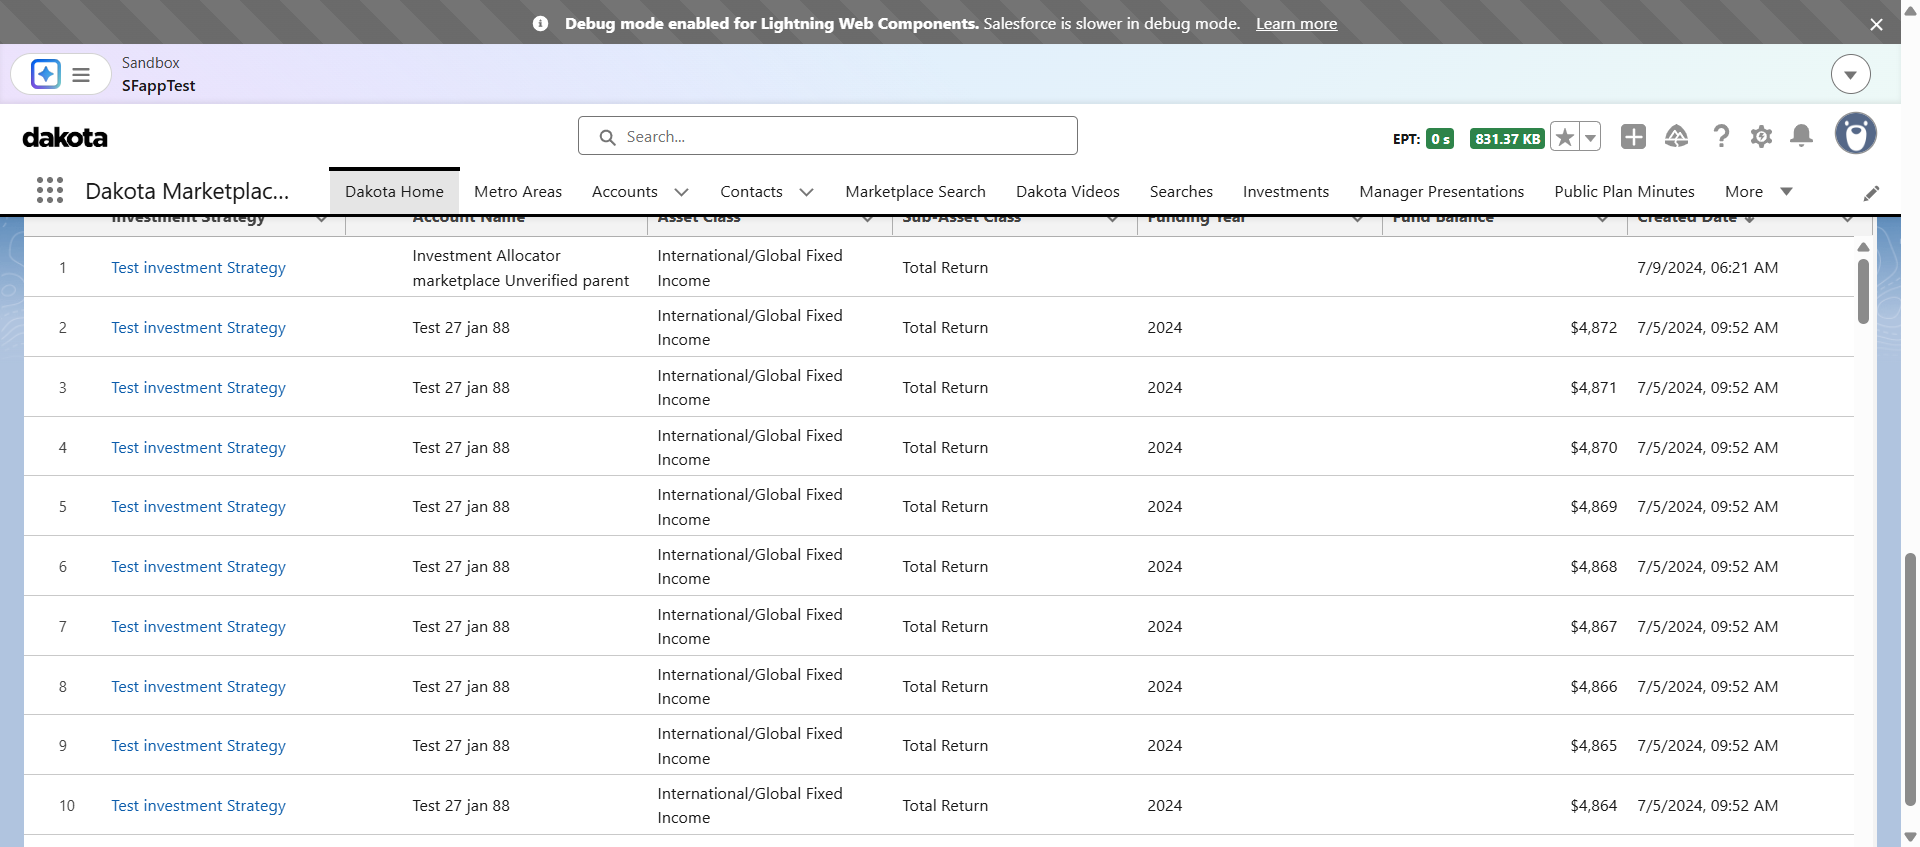 Debug mode enabled for Lightning Web Components. Salesforce is slower in debug mode. Learn more
Sandbox
SFappTest
dakota
Search...
EPT: 0 s 831.37 KB
Dakota Marketplac... Dakota Home Metro Areas Accounts Contacts Marketplace Search Dakota Videos Searches Investments Manager Presentations Public Plan Minutes More
Investment Strategy Account Name Asset Class Sub-Asset Class Funding Year Fund Balance Created Date
1 Test investment Strategy Investment Allocator marketplace Unverified parent International/Global Fixed Income Total Return 7/9/2024, 06:21 AM
2 Test investment Strategy Test 27 jan 88 International/Global Fixed Income Total Return 2024 $4,872 7/5/2024, 09:52 AM
3 Test investment Strategy Test 27 jan 88 International/Global Fixed Income Total Return 2024 $4,871 7/5/2024, 09:52 AM
4 Test investment Strategy Test 27 jan 88 International/Global Fixed Income Total Return 2024 $4,870 7/5/2024, 09:52 AM
5 Test investment Strategy Test 27 jan 88 International/Global Fixed Income Total Return 2024 $4,869 7/5/2024, 09:52 AM
6 Test investment Strategy Test 27 jan 88 International/Global Fixed Income Total Return 2024 $4,868 7/5/2024, 09:52 AM
7 Test investment Strategy Test 27 jan 88 International/Global Fixed Income Total Return 2024 $4,867 7/5/2024, 09:52 AM
8 Test investment Strategy Test 27 jan 88 International/Global Fixed Income Total Return 2024 $4,866 7/5/2024, 09:52 AM
9 Test investment Strategy Test 27 jan 88 International/Global Fixed Income Total Return 2024 $4,865 7/5/2024, 09:52 AM
10 Test investment Strategy Test 27 jan 88 International/Global Fixed Income Total Return 2024 $4,864 7/5/2024, 09:52 AM